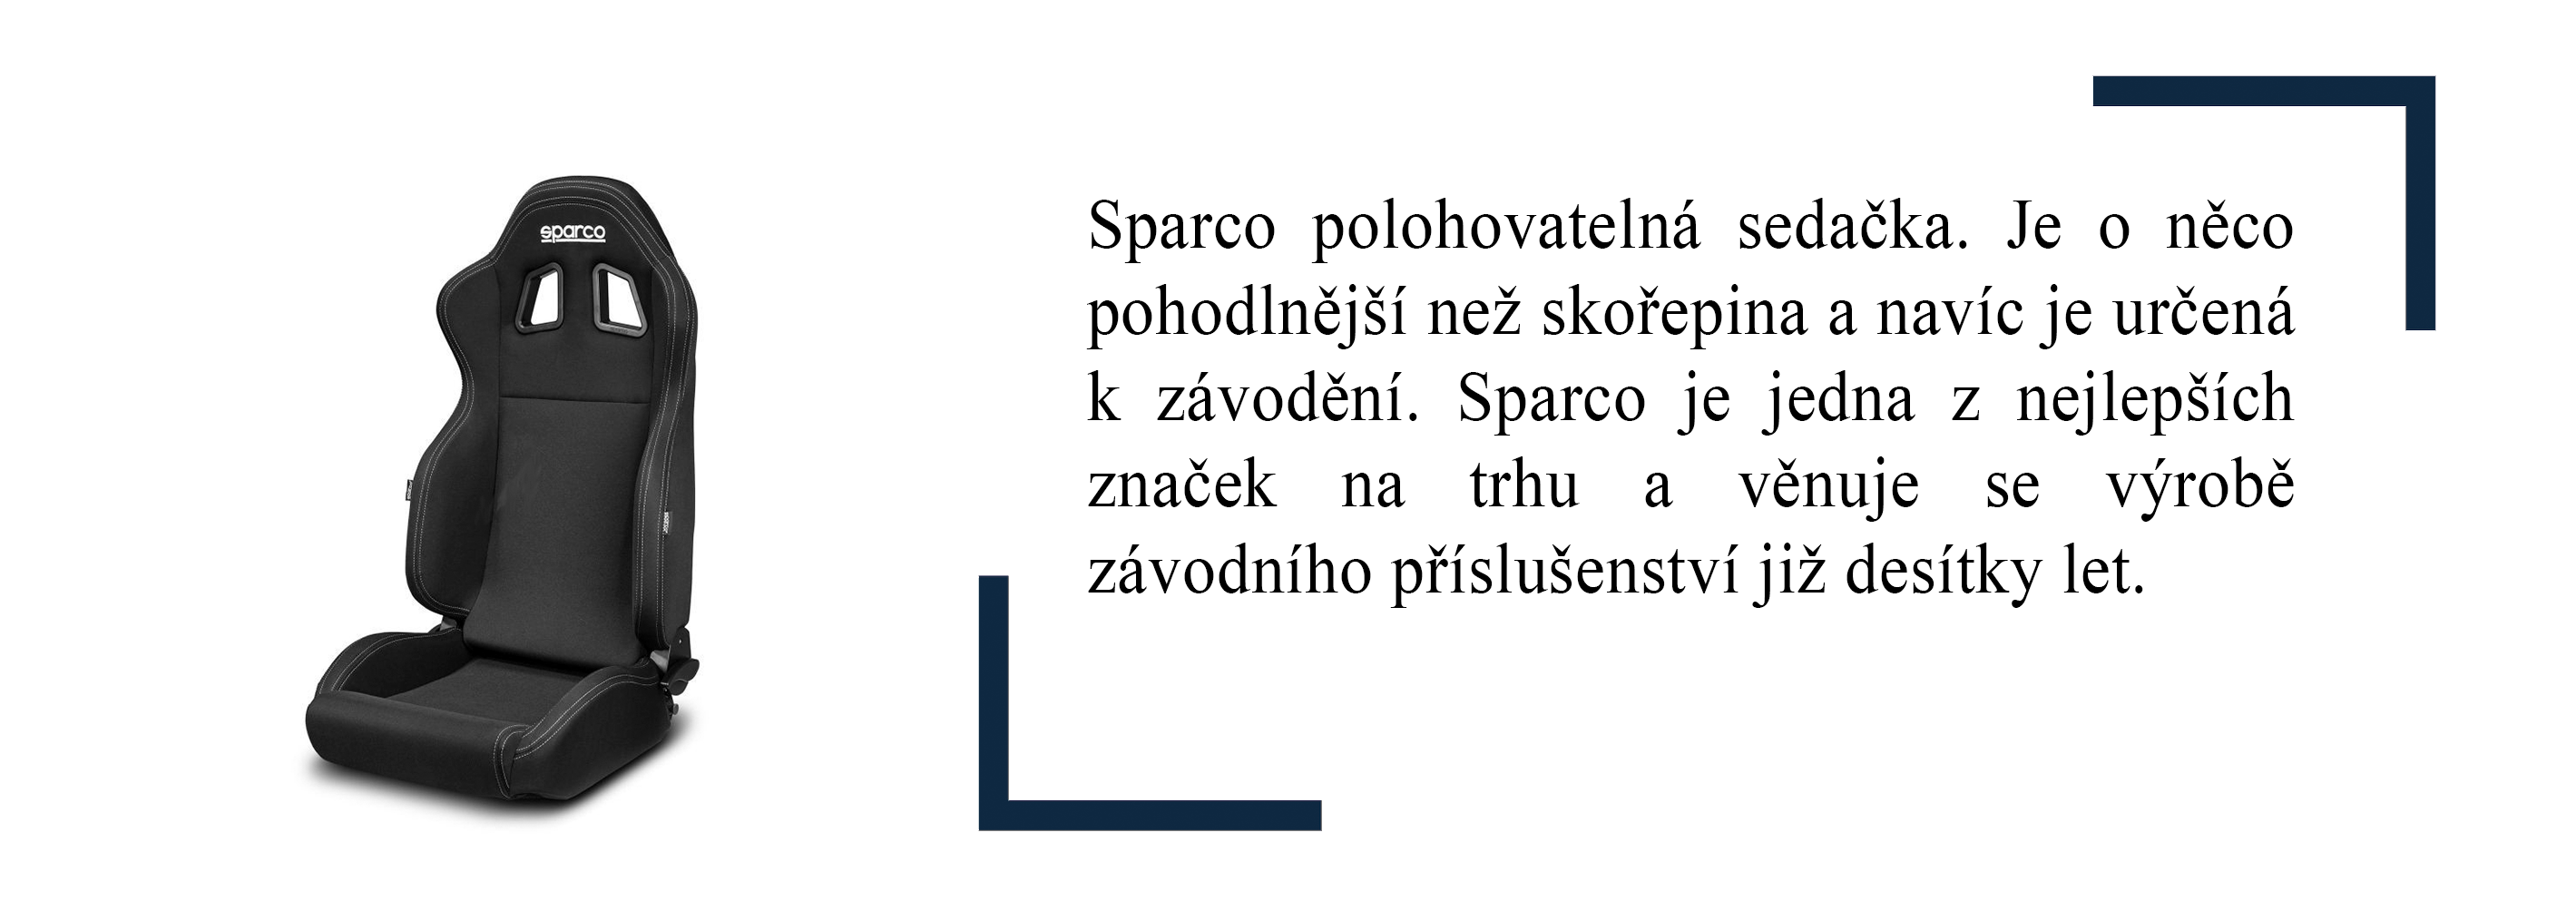 sparco
Sparco polohovatelná sedačka. Je o něco
pohodlnější než skořepina a navíc je určená
k závodění. Sparco je jedna z nejlepších
značek na trhu a věnuje se výrobě
závodního příslušenství již desítky let.